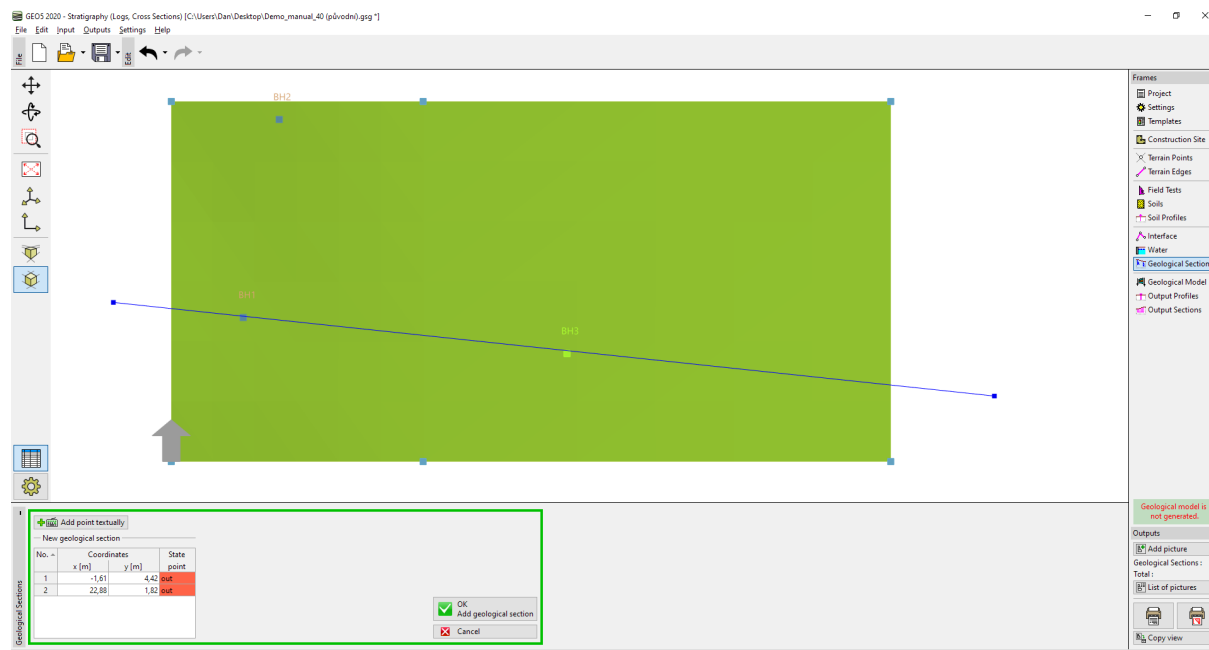 GEO5 2020 - Stratigraphy (Logs, Cross Sections) [C:\Users\Dan\Desktop\Demo_manual_40 (původní).gsg *]
File Edit Input Outputs Settings Help
File
Edit
BH2
BH1
BH3
Frames
Project
Settings
Templates
Construction Site
Terrain Points
Terrain Edges
Field Tests
Soils
Soil Profiles
Interface
Water
Geological Section
Geological Model
Output Profiles
Output Sections
Geological model is
not generated.
Outputs
Add picture
Geological Sections :
Total :
List of pictures
Copy view
Geological Sections
Add point textually
New geological section
No. Coordinates State
x [m] y [m] point
1 -1,61 4,42 out
2 22,88 1,82 out
OK
Add geological section
Cancel